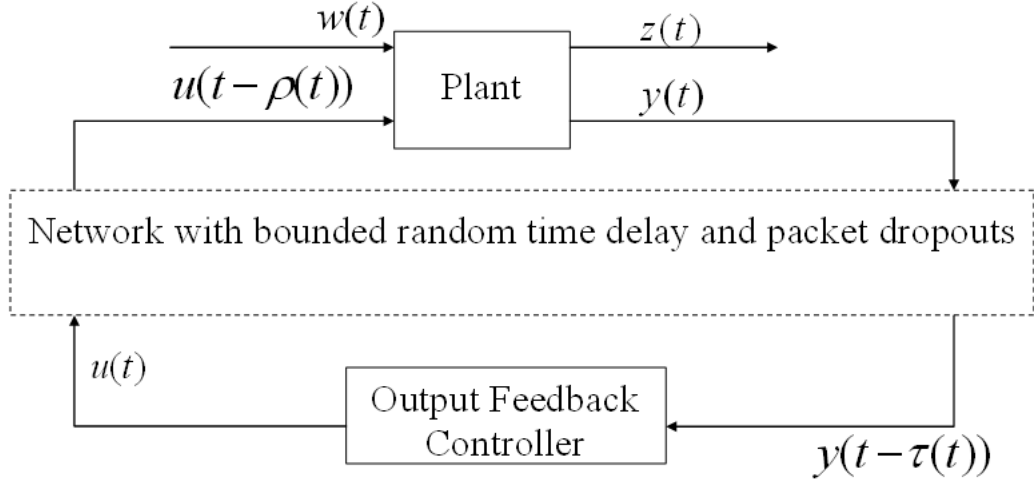 w(t)
z(t)
u(t − ρ(t))
Plant
y(t)
Network with bounded random time delay and packet dropouts
u(t)
Output Feedback
Controller
y(t − τ(t))